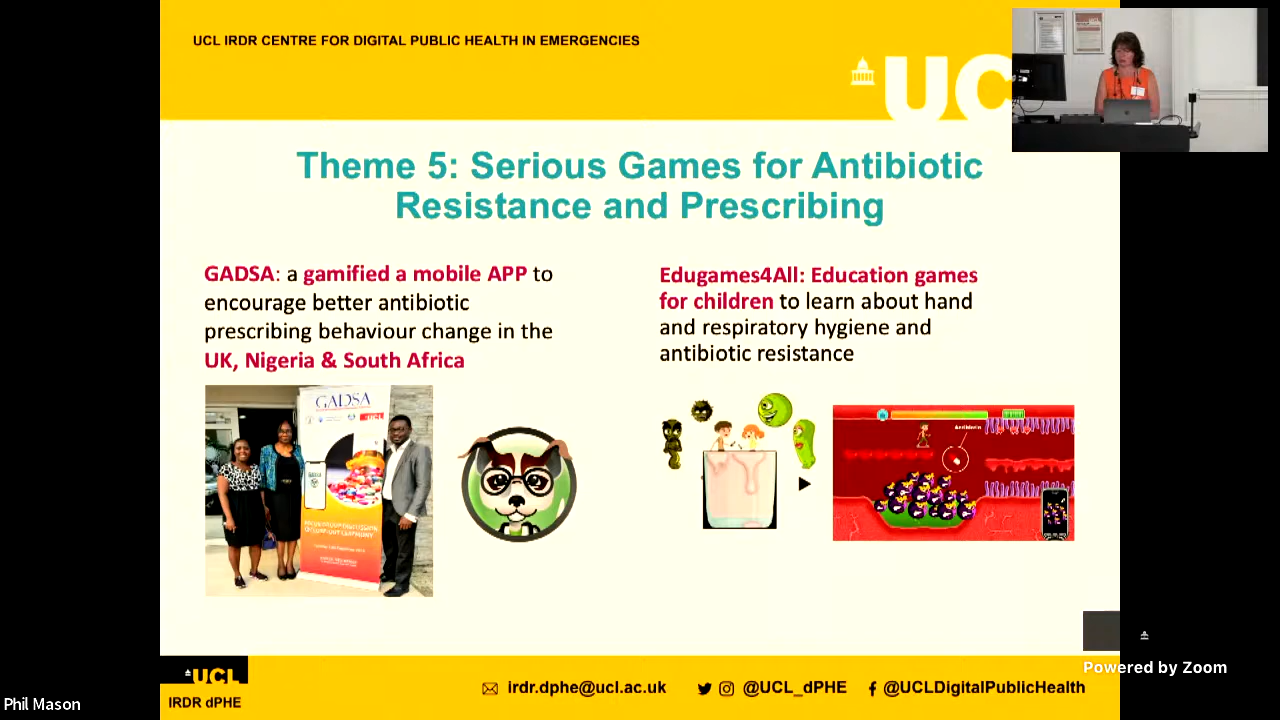 UCL IRDR CENTRE FOR DIGITAL PUBLIC HEALTH IN EMERGENCIES
UC
Theme 5: Serious Games for Antibiotic
Resistance and Prescribing
GADSA: a gamified a mobile APP to
encourage better antibiotic
prescribing behaviour change in the
UK, Nigeria & South Africa
Edugames4All: Education games
for children to learn about hand
and respiratory hygiene and
antibiotic resistance
GADSA
UCL
Antibiotic
UCL
IRDR dPHE
irdr.dphe@ucl.ac.uk
@UCL_dPHE
@UCLDigitalPublicHealth
Powered by Zoom
Phil Mason